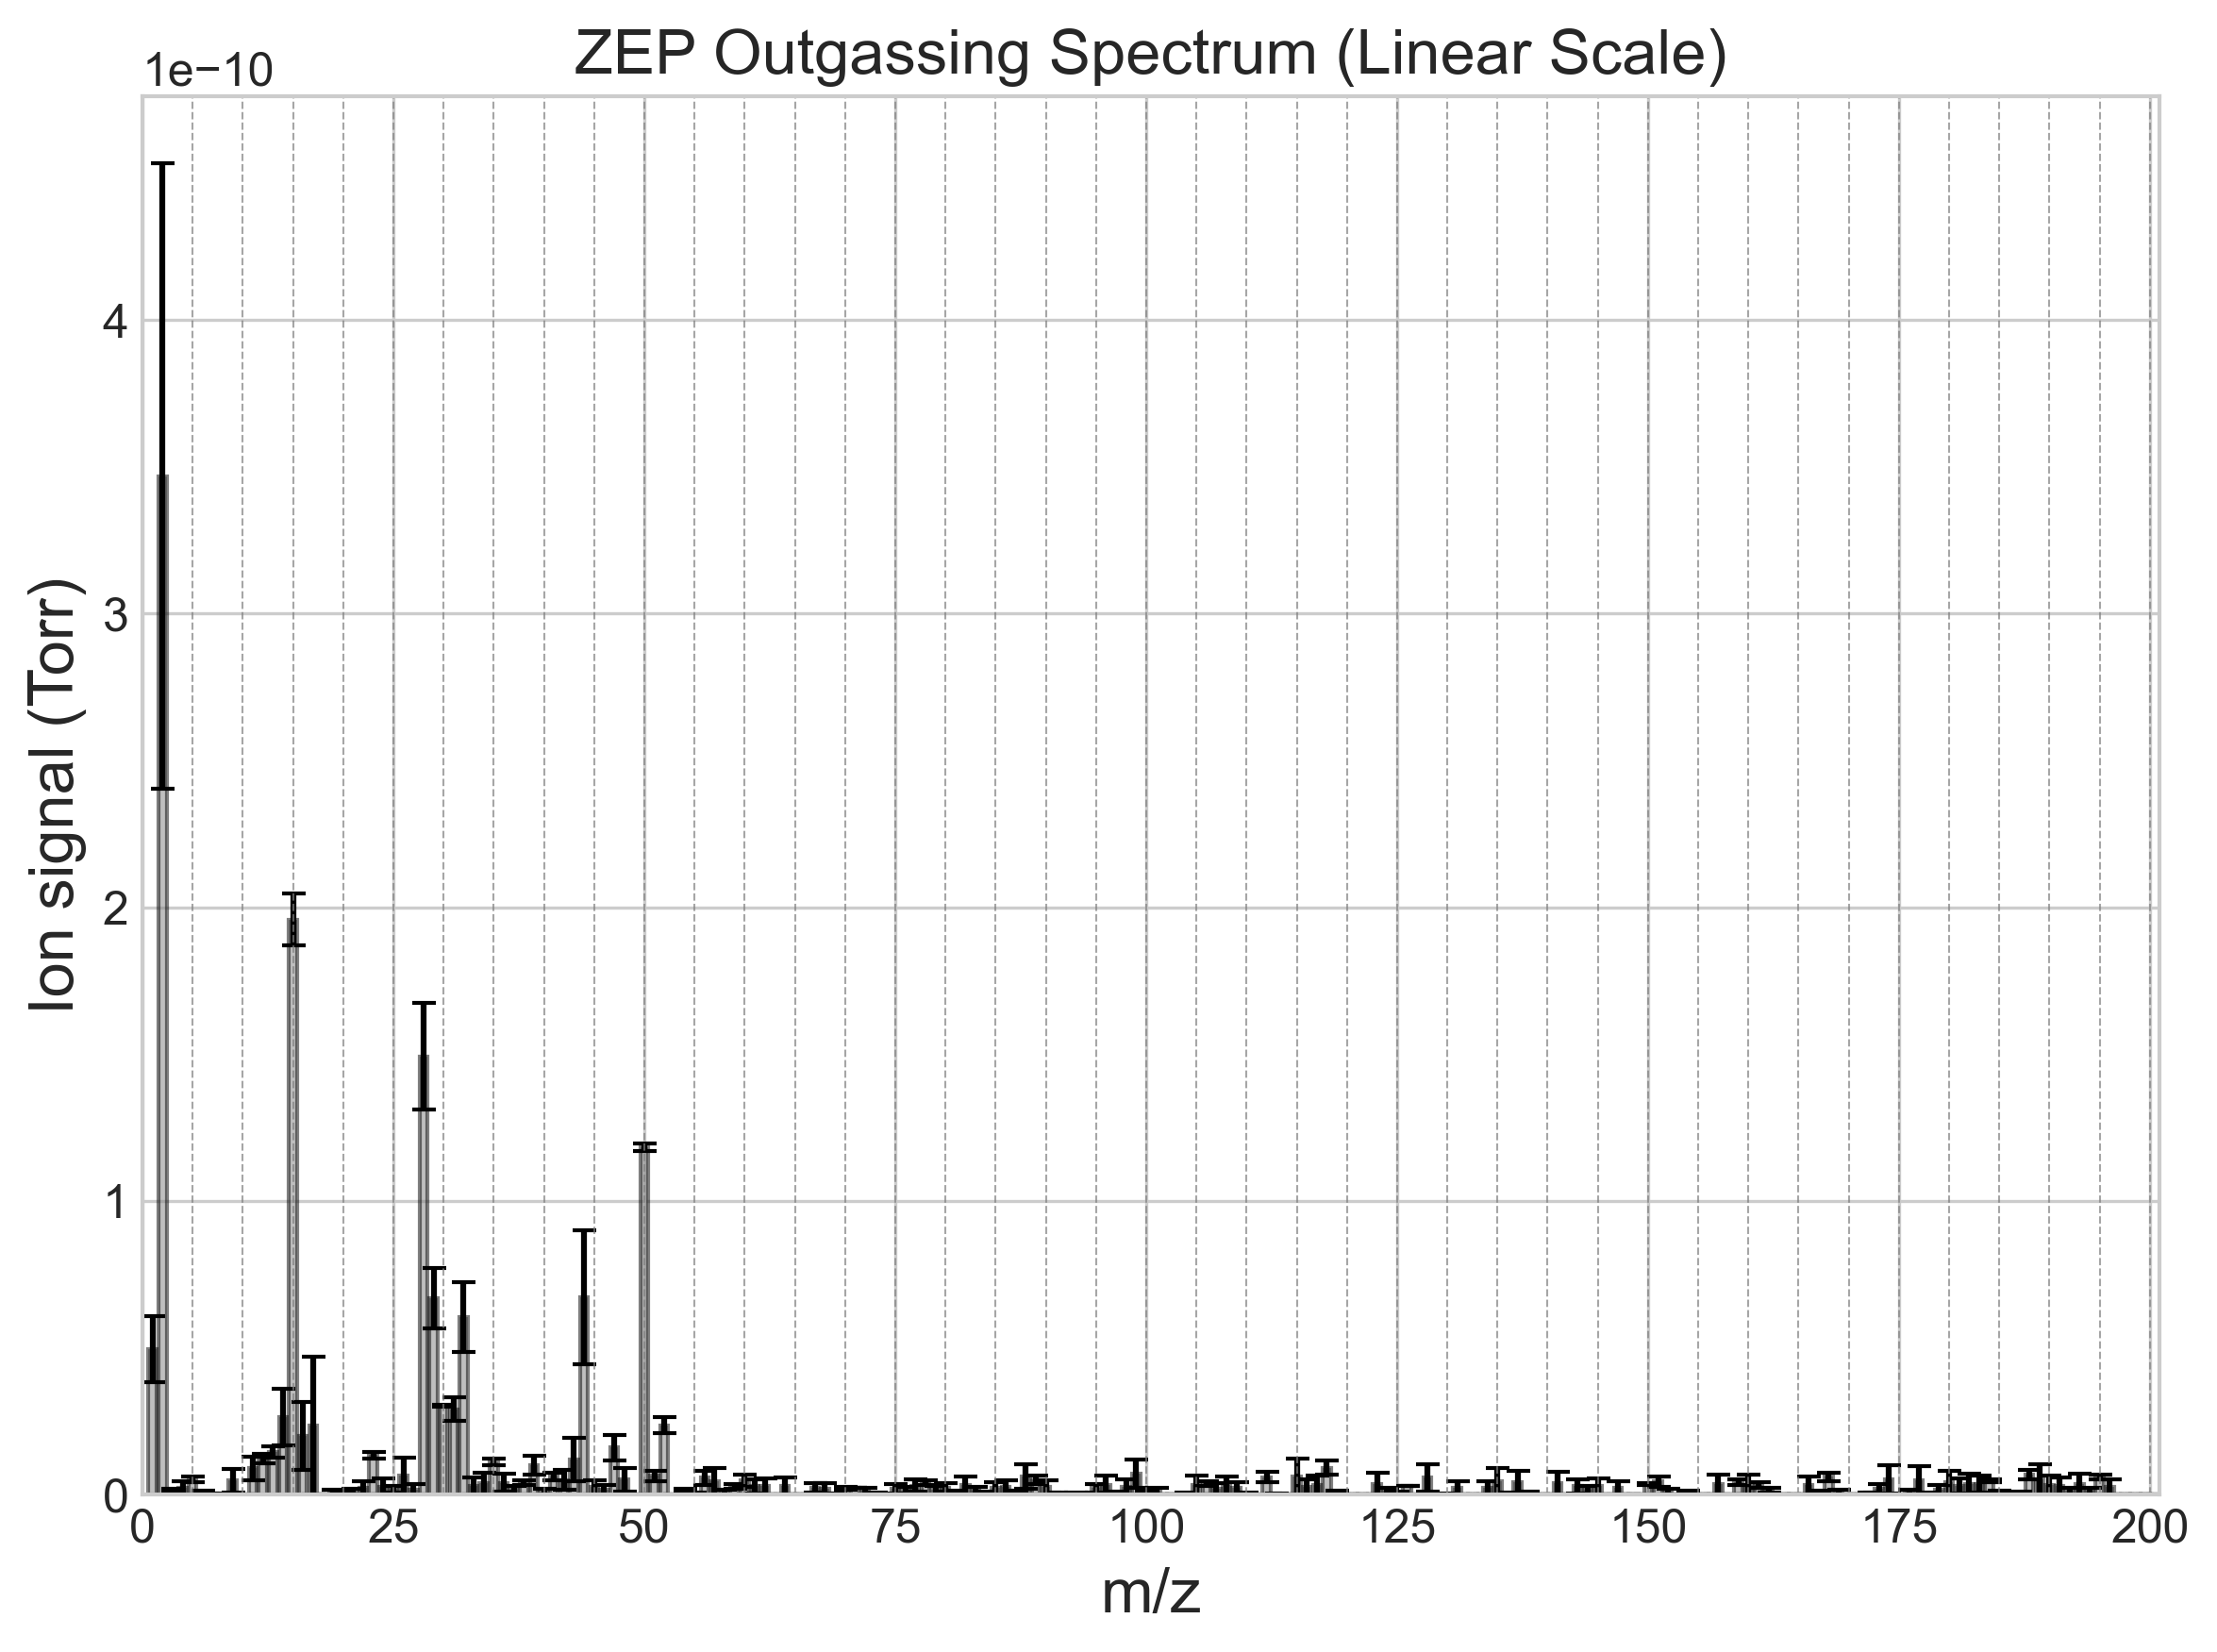 ZEP Outgassing Spectrum (Linear Scale)
1e−10
Ion signal (Torr)
4
3
2
1
0
0 25 50 75 100 125 150 175 200
m/z